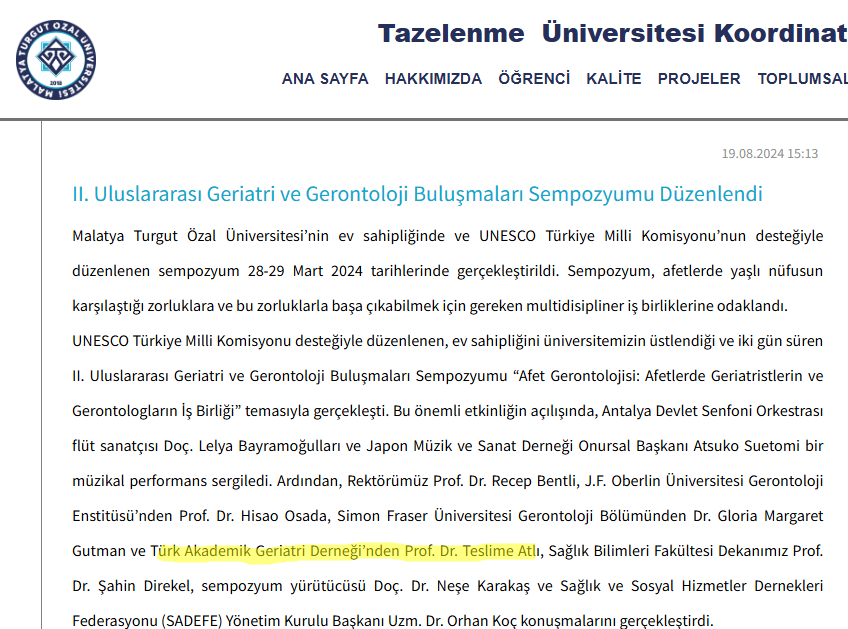 MALATYA TURGUT ÖZAL ÜNİVERSİTESİ
2018
Tazelenme Üniversitesi Koordinat
ANA SAYFA HAKKIMIZDA ÖĞRENCİ KALİTE PROJELER TOPLUMSAL
19.08.2024 15:13
II. Uluslararası Geriatri ve Gerontoloji Buluşmaları Sempozyumu Düzenlendi
Malatya Turgut Özal Üniversitesi’nin ev sahipliğinde ve UNESCO Türkiye Milli Komisyonu’nun desteğiyle
düzenlenen sempozyum 28-29 Mart 2024 tarihlerinde gerçekleştirildi. Sempozyum, afetlerde yaşlı nüfusun
karşılaştığı zorluklara ve bu zorluklarla başa çıkabilmek için gereken multidisipliner iş birliklerine odaklandı.
UNESCO Türkiye Milli Komisyonu desteğiyle düzenlenen, ev sahipliğini üniversitemizin üstlendiği ve iki gün süren
II. Uluslararası Geriatri ve Gerontoloji Buluşmaları Sempozyumu “Afet Gerontolojisi: Afetlerde Geriatristlerin ve
Gerontologların İş Birliği” temasıyla gerçekleşti. Bu önemli etkinliğin açılışında, Antalya Devlet Senfoni Orkestrası
flüt sanatçısı Doç. Lelya Bayramoğulları ve Japon Müzik ve Sanat Derneği Onursal Başkanı Atsuko Suetomi bir
müzikal performans sergiledi. Ardından, Rektörümüz Prof. Dr. Recep Bentli, J.F. Oberlin Üniversitesi Gerontoloji
Enstitüsü’nden Prof. Dr. Hisao Osada, Simon Fraser Üniversitesi Gerontoloji Bölümünden Dr. Gloria Margaret
Gutman ve Türk Akademik Geriatri Derneği’nden Prof. Dr. Teslime Atlı, Sağlık Bilimleri Fakültesi Dekanımız Prof.
Dr. Şahin Direkel, sempozyum yürütücüsü Doç. Dr. Neşe Karakaş ve Sağlık ve Sosyal Hizmetler Dernekleri
Federasyonu (SADEFE) Yönetim Kurulu Başkanı Uzm. Dr. Orhan Koç konuşmalarını gerçekleştirdi.